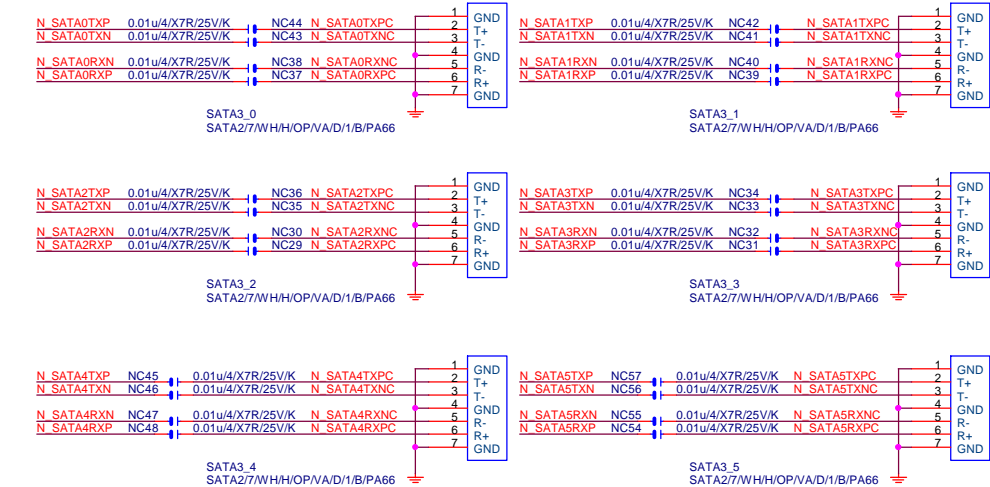 1 GND 1 GND
N_SATA0TXP 0.01u/4/X7R/25V/K NC44 N_SATA0TXPC 2 T+ N_SATA1TXP 0.01u/4/X7R/25V/K NC42 N_SATA1TXPC 2 T+
N_SATA0TXN 0.01u/4/X7R/25V/K NC43 N_SATA0TXNC 3 T- N_SATA1TXN 0.01u/4/X7R/25V/K NC41 N_SATA1TXNC 3 T-
4 GND 4 GND
N_SATA0RXN 0.01u/4/X7R/25V/K NC38 N_SATA0RXNC 5 R- N_SATA1RXN 0.01u/4/X7R/25V/K NC40 N_SATA1RXNC 5 R-
N_SATA0RXP 0.01u/4/X7R/25V/K NC37 N_SATA0RXPC 6 R+ N_SATA1RXP 0.01u/4/X7R/25V/K NC39 N_SATA1RXPC 6 R+
7 GND 7 GND
SATA3_0 SATA3_1
SATA2/7/WH/H/OP/VA/D/1/B/PA66 SATA2/7/WH/H/OP/VA/D/1/B/PA66
1 GND 1 GND
N_SATA2TXP 0.01u/4/X7R/25V/K NC36 N_SATA2TXPC 2 T+ N_SATA3TXP 0.01u/4/X7R/25V/K NC34 N_SATA3TXPC 2 T+
N_SATA2TXN 0.01u/4/X7R/25V/K NC35 N_SATA2TXNC 3 T- N_SATA3TXN 0.01u/4/X7R/25V/K NC33 N_SATA3TXNC 3 T-
4 GND 4 GND
N_SATA2RXN 0.01u/4/X7R/25V/K NC30 N_SATA2RXNC 5 R- N_SATA3RXN 0.01u/4/X7R/25V/K NC32 N_SATA3RXNC 5 R-
N_SATA2RXP 0.01u/4/X7R/25V/K NC29 N_SATA2RXPC 6 R+ N_SATA3RXP 0.01u/4/X7R/25V/K NC31 N_SATA3RXPC 6 R+
7 GND 7 GND
SATA3_2 SATA3_3
SATA2/7/WH/H/OP/VA/D/1/B/PA66 SATA2/7/WH/H/OP/VA/D/1/B/PA66
1 GND 1 GND
N_SATA4TXP NC45 0.01u/4/X7R/25V/K N_SATA4TXPC 2 T+ N_SATA5TXP NC57 0.01u/4/X7R/25V/K N_SATA5TXPC 2 T+
N_SATA4TXN NC46 0.01u/4/X7R/25V/K N_SATA4TXNC 3 T- N_SATA5TXN NC56 0.01u/4/X7R/25V/K N_SATA5TXNC 3 T-
4 GND 4 GND
N_SATA4RXN NC47 0.01u/4/X7R/25V/K N_SATA4RXNC 5 R- N_SATA5RXN NC55 0.01u/4/X7R/25V/K N_SATA5RXNC 5 R-
N_SATA4RXP NC48 0.01u/4/X7R/25V/K N_SATA4RXPC 6 R+ N_SATA5RXP NC54 0.01u/4/X7R/25V/K N_SATA5RXPC 6 R+
7 GND 7 GND
SATA3_4 SATA3_5
SATA2/7/WH/H/OP/VA/D/1/B/PA66 SATA2/7/WH/H/OP/VA/D/1/B/PA66